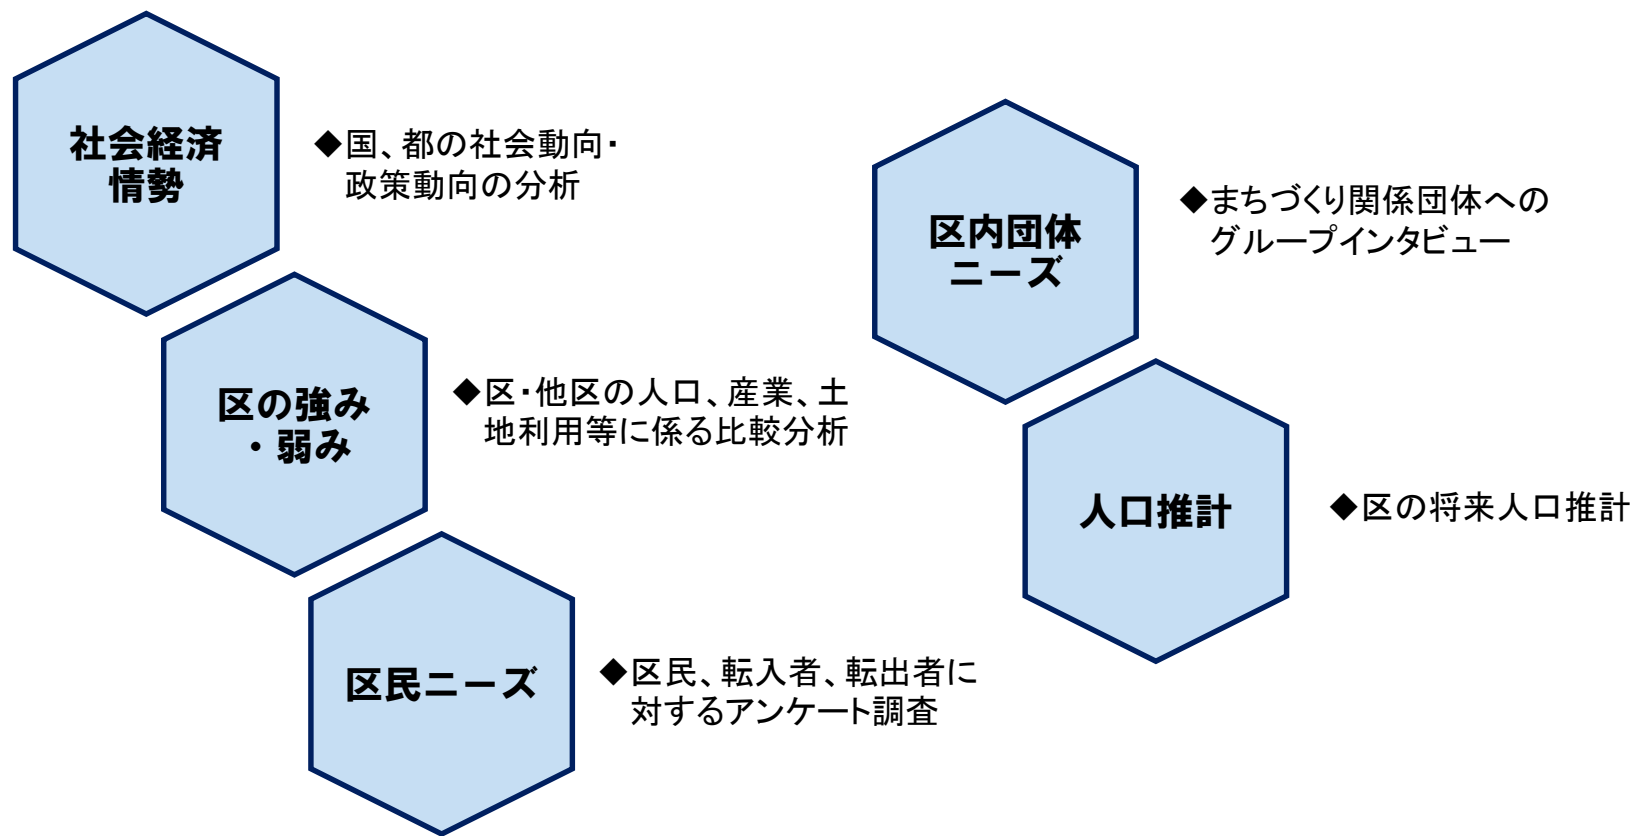 社会経済
情勢
◆国、都の社会動向・
政策動向の分析
区の強み
・弱み
◆区・他区の人口、産業、土
地利用等に係る比較分析
区民ニーズ
◆区民、転入者、転出者に
対するアンケート調査
区内団体
ニーズ
◆まちづくり関係団体への
グループインタビュー
人口推計
◆区の将来人口推計